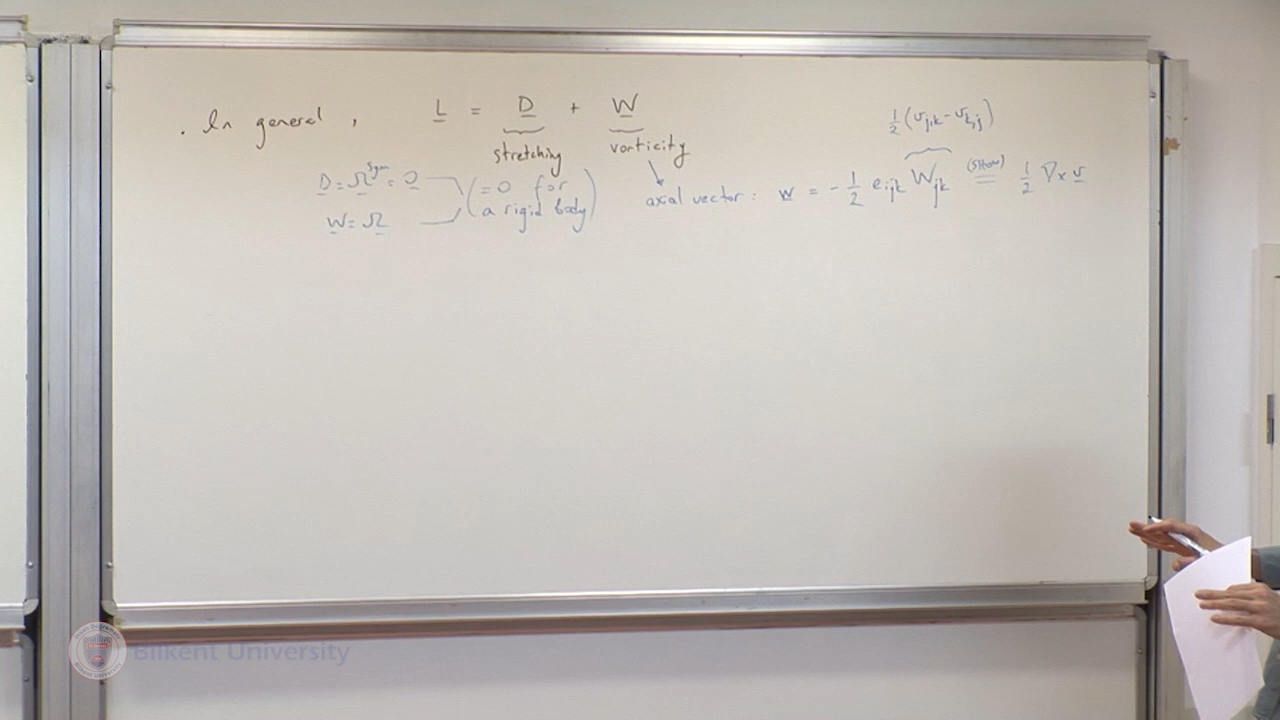 . In general , L = D + W
stretching vorticity
D = Ω^sym = 0
W = Ω
(= 0 for a rigid body)
½(v_j,k - v_k,j)
axial vector : w = - ½ e_ijk W_jk (show) = ½ ∇ x v
Bilkent University